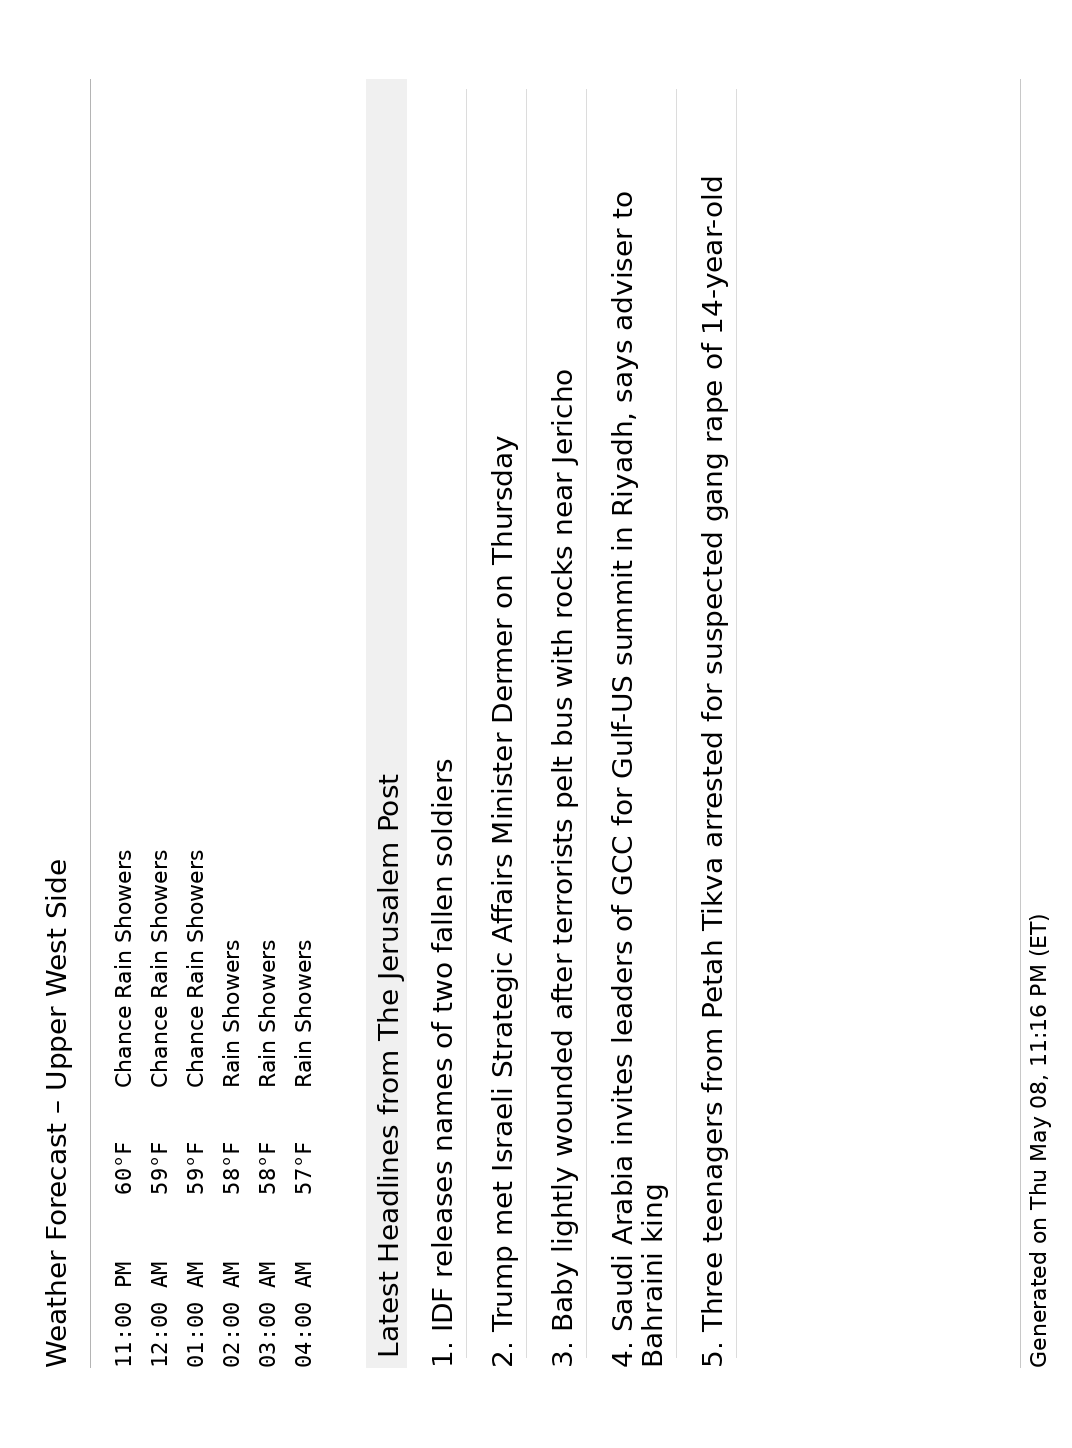 Weather Forecast – Upper West Side
11:00 PM 60°F Chance Rain Showers
12:00 AM 59°F Chance Rain Showers
01:00 AM 59°F Chance Rain Showers
02:00 AM 58°F Rain Showers
03:00 AM 58°F Rain Showers
04:00 AM 57°F Rain Showers
Latest Headlines from The Jerusalem Post
1. IDF releases names of two fallen soldiers
2. Trump met Israeli Strategic Affairs Minister Dermer on Thursday
3. Baby lightly wounded after terrorists pelt bus with rocks near Jericho
4. Saudi Arabia invites leaders of GCC for Gulf-US summit in Riyadh, says adviser to
Bahraini king
5. Three teenagers from Petah Tikva arrested for suspected gang rape of 14-year-old
Generated on Thu May 08, 11:16 PM (ET)